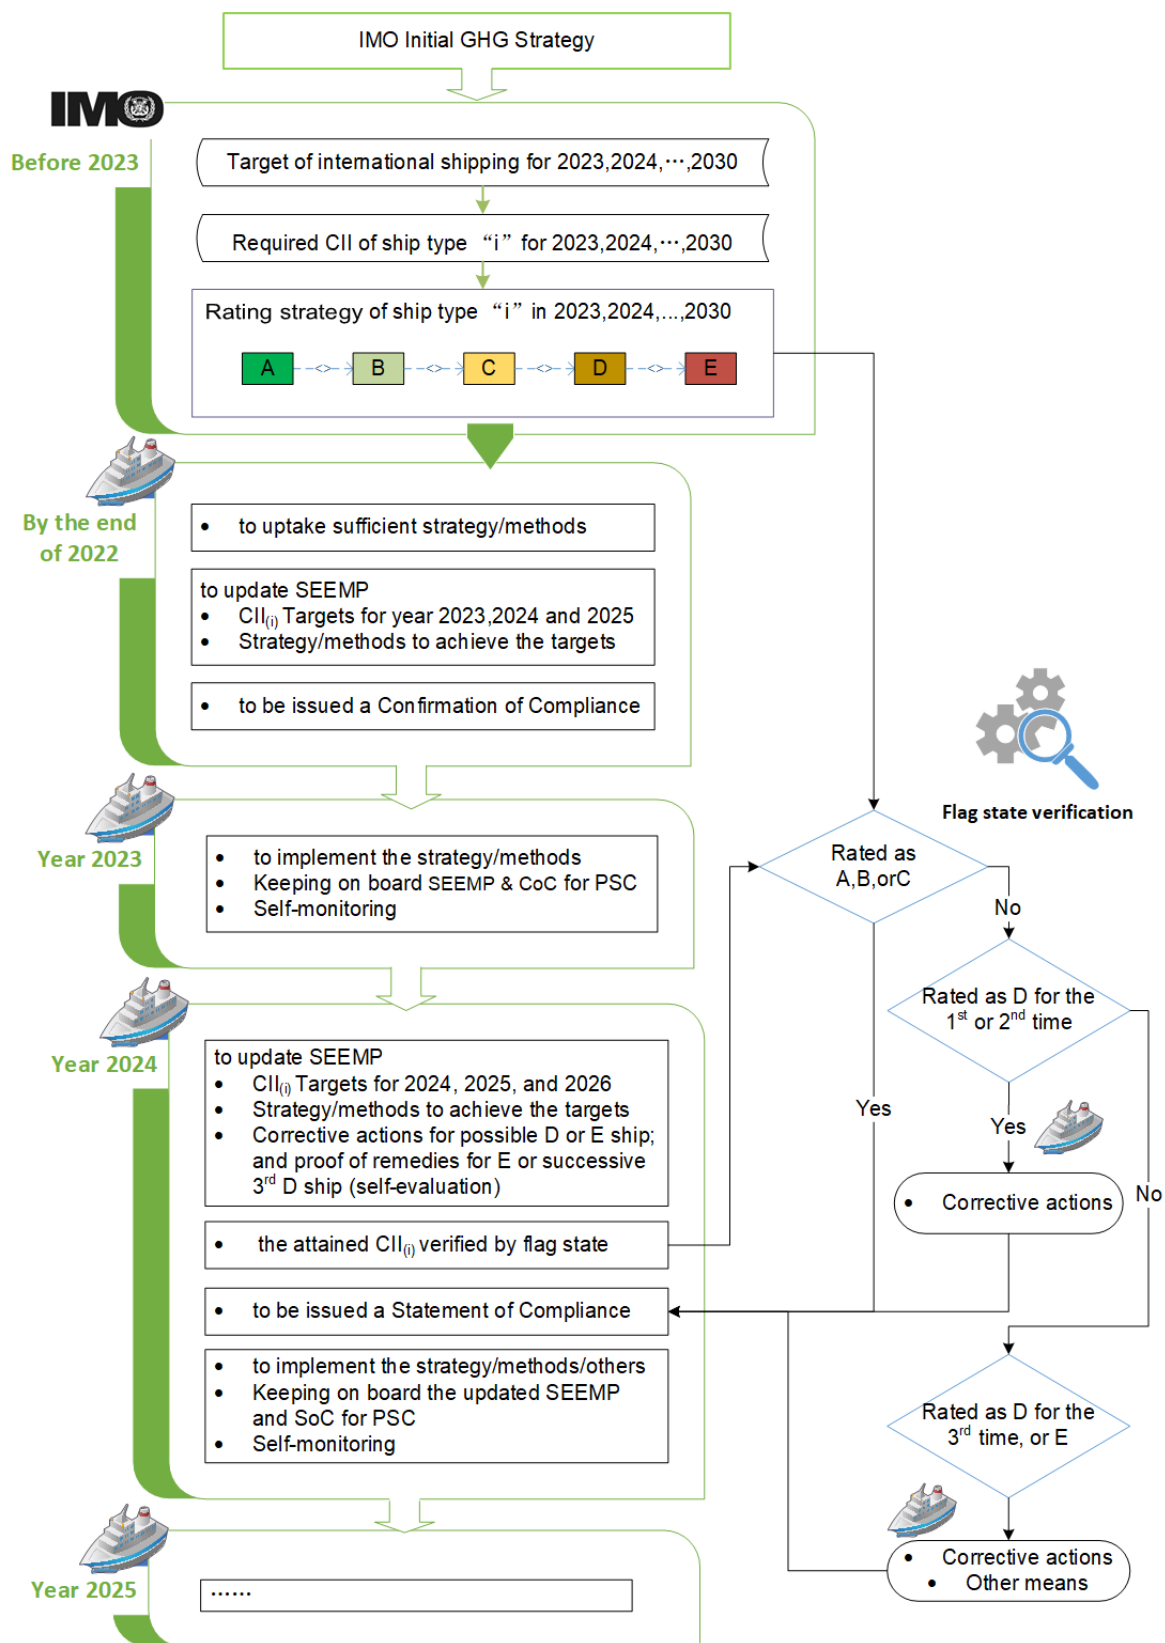 IMO Initial GHG Strategy
IMO
Before 2023
Target of international shipping for 2023,2024,⋯,2030
Required CII of ship type “i” for 2023,2024,⋯,2030
Rating strategy of ship type “i” in 2023,2024,...,2030
A <> B <> C <> D <> E
By the end
of 2022
• to uptake sufficient strategy/methods
to update SEEMP
• CII(i) Targets for year 2023,2024 and 2025
• Strategy/methods to achieve the targets
• to be issued a Confirmation of Compliance
Year 2023
• to implement the strategy/methods
• Keeping on board SEEMP & CoC for PSC
• Self-monitoring
Year 2024
to update SEEMP
• CII(i) Targets for 2024, 2025, and 2026
• Strategy/methods to achieve the targets
• Corrective actions for possible D or E ship;
and proof of remedies for E or successive
3rd D ship (self-evaluation)
• the attained CII(i) verified by flag state
• to be issued a Statement of Compliance
• to implement the strategy/methods/others
• Keeping on board the updated SEEMP
and SoC for PSC
• Self-monitoring
Year 2025
⋯⋯
Flag state verification
Rated as
A,B,orC
No
Yes
Rated as D for the
1st or 2nd time
Yes
No
• Corrective actions
Rated as D for the
3rd time, or E
• Corrective actions
• Other means